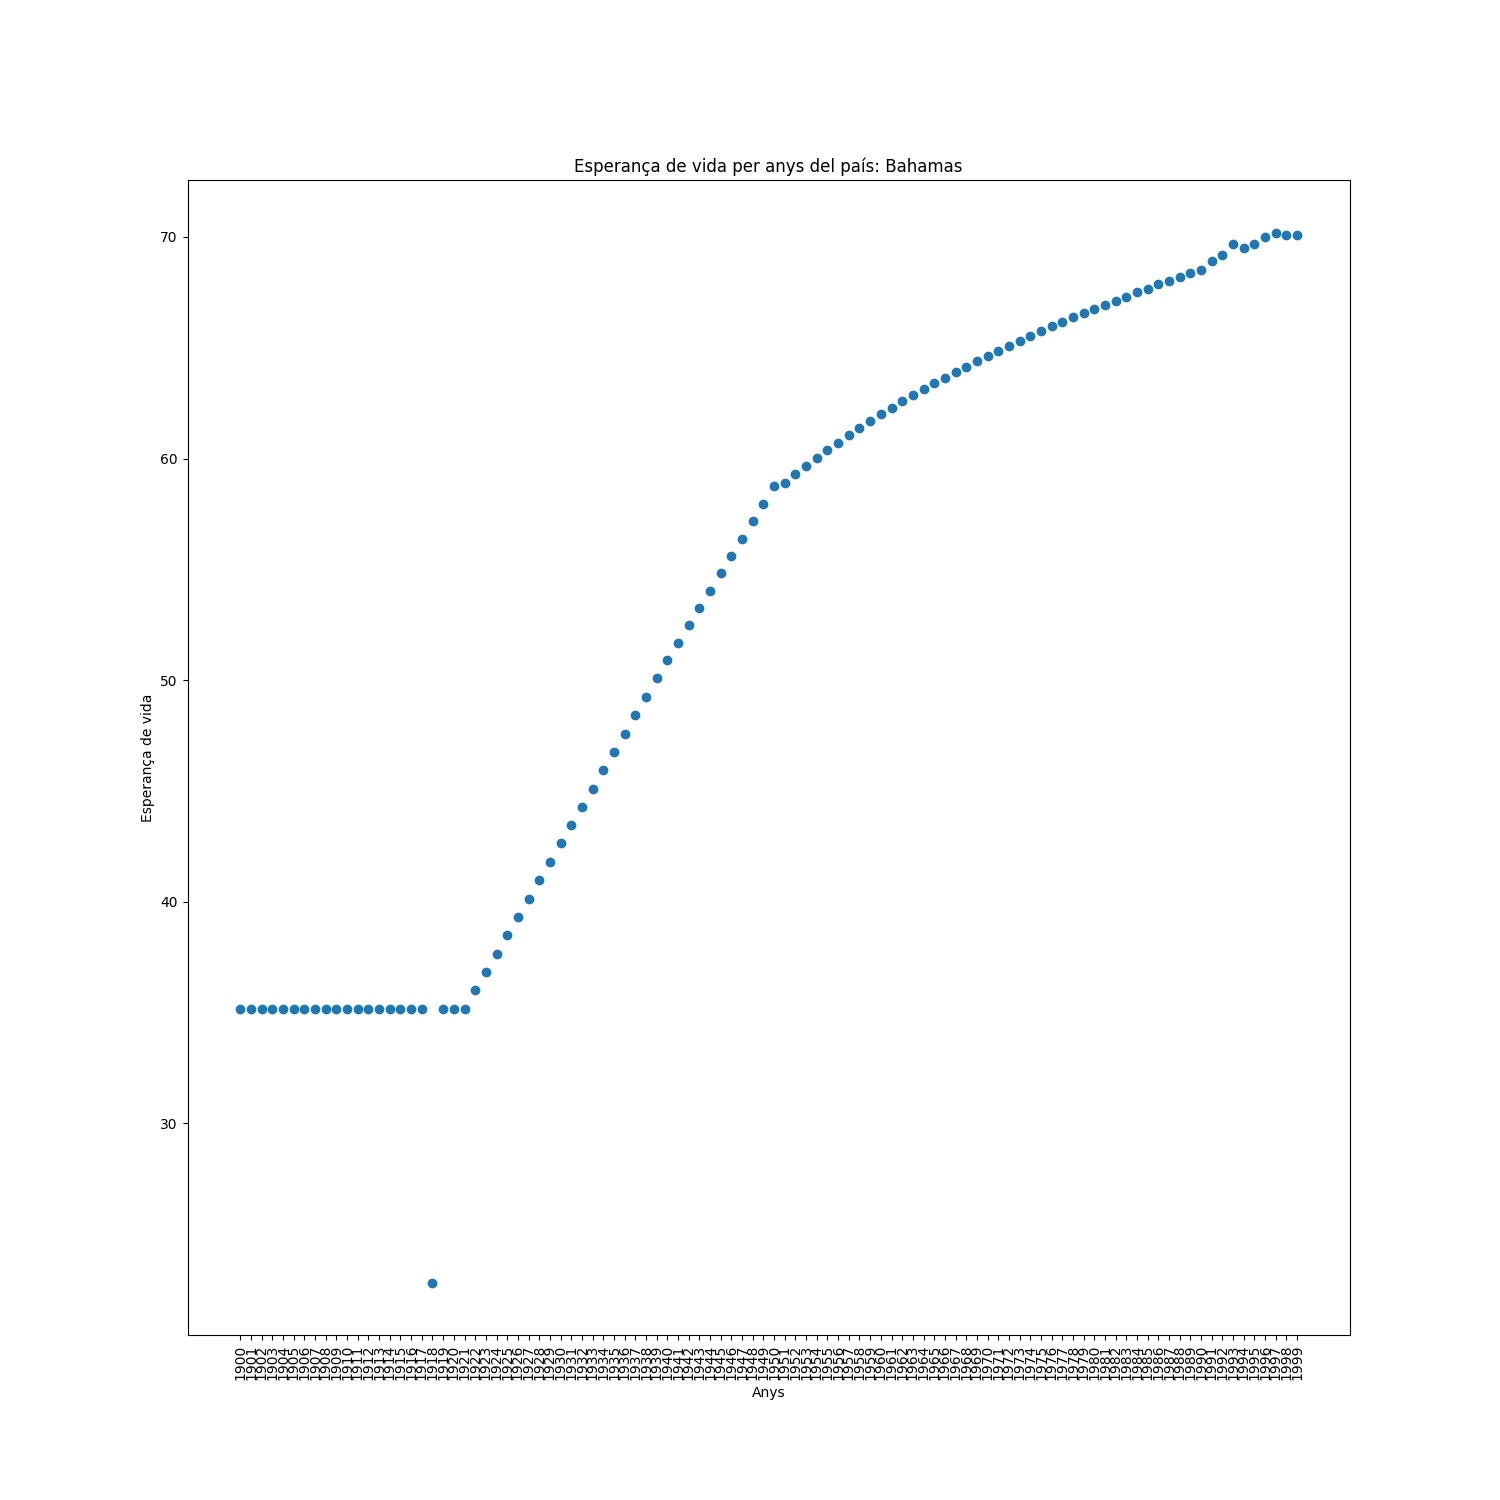 Esperança de vida per anys del país: Bahamas
70
60
50
40
30
Esperança de vida
1900 1901 1902 1903 1904 1905 1906 1907 1908 1909 1910 1911 1912 1913 1914 1915 1916 1917 1918 1919 1920 1921 1922 1923 1924 1925 1926 1927 1928 1929 1930 1931 1932 1933 1934 1935 1936 1937 1938 1939 1940 1941 1942 1943 1944 1945 1946 1947 1948 1949 1950 1951 1952 1953 1954 1955 1956 1957 1958 1959 1960 1961 1962 1963 1964 1965 1966 1967 1968 1969 1970 1971 1972 1973 1974 1975 1976 1977 1978 1979 1980 1981 1982 1983 1984 1985 1986 1987 1988 1989 1990 1991 1992 1993 1994 1995 1996 1997 1998 1999
Anys